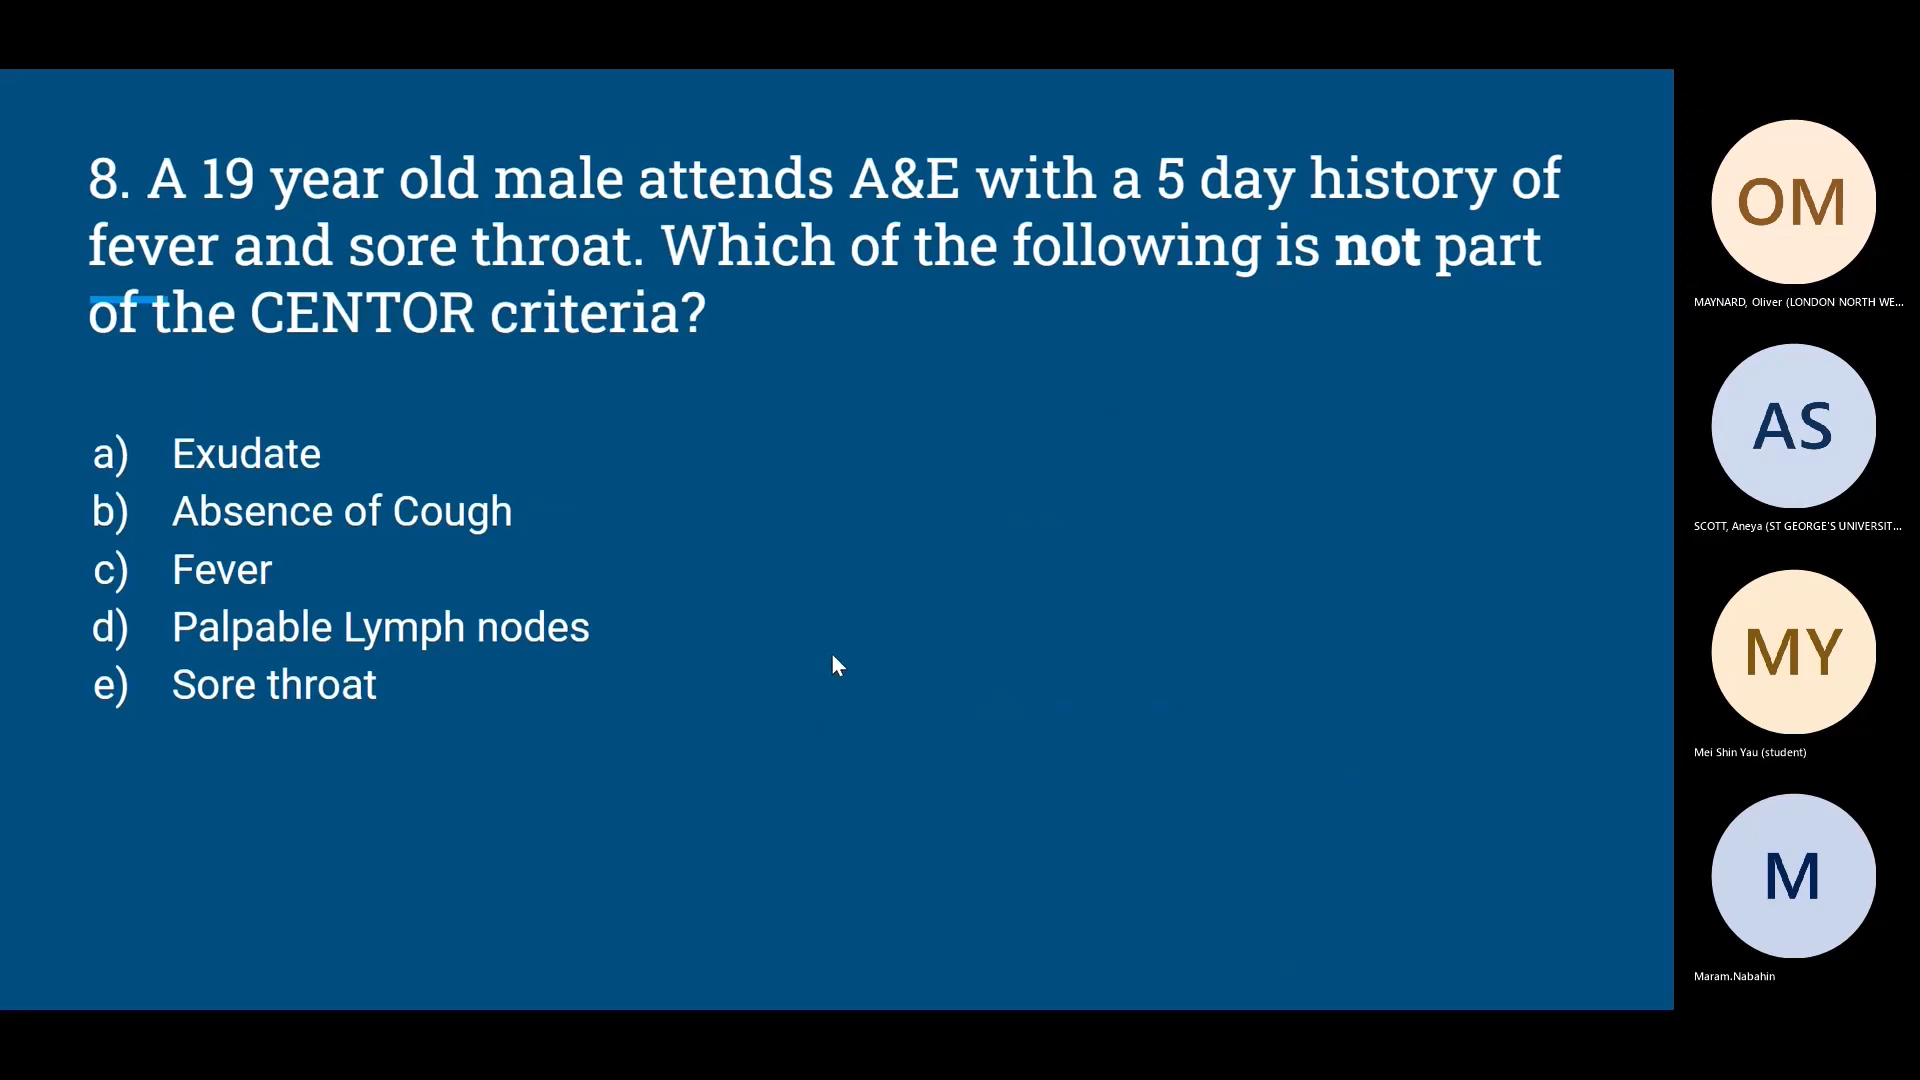 8. A 19 year old male attends A&E with a 5 day history of
fever and sore throat. Which of the following is not part
of the CENTOR criteria?
a) Exudate
b) Absence of Cough
c) Fever
d) Palpable Lymph nodes
e) Sore throat
OM
MAYNARD, Oliver (LONDON NORTH WE...
AS
SCOTT, Aneya (ST GEORGE'S UNIVERSIT...
MY
Mei Shin Yau (student)
M
Maram.Nabahin